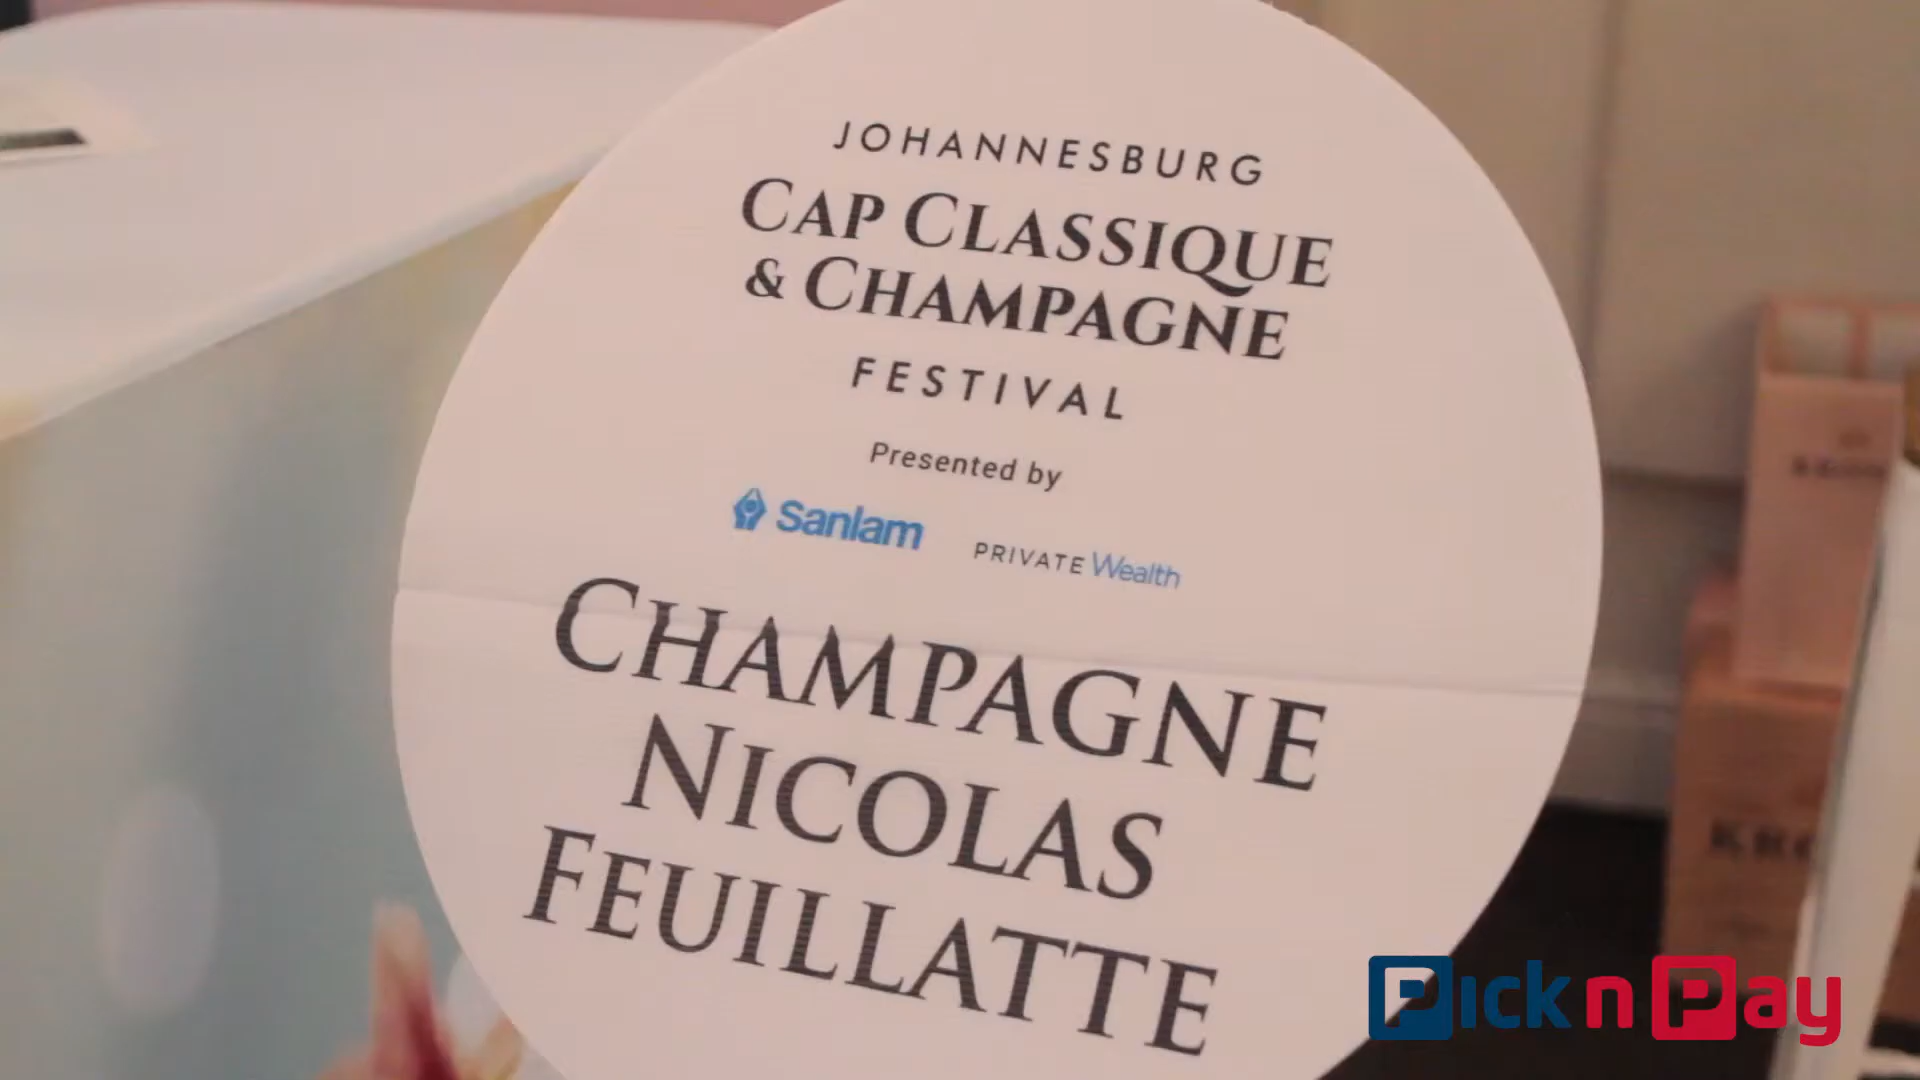 JOHANNESBURG
CAP CLASSIQUE
& CHAMPAGNE
FESTIVAL
Presented by
Sanlam PRIVATE Wealth
CHAMPAGNE
NICOLAS
FEUILLATTE
Pick n Pay